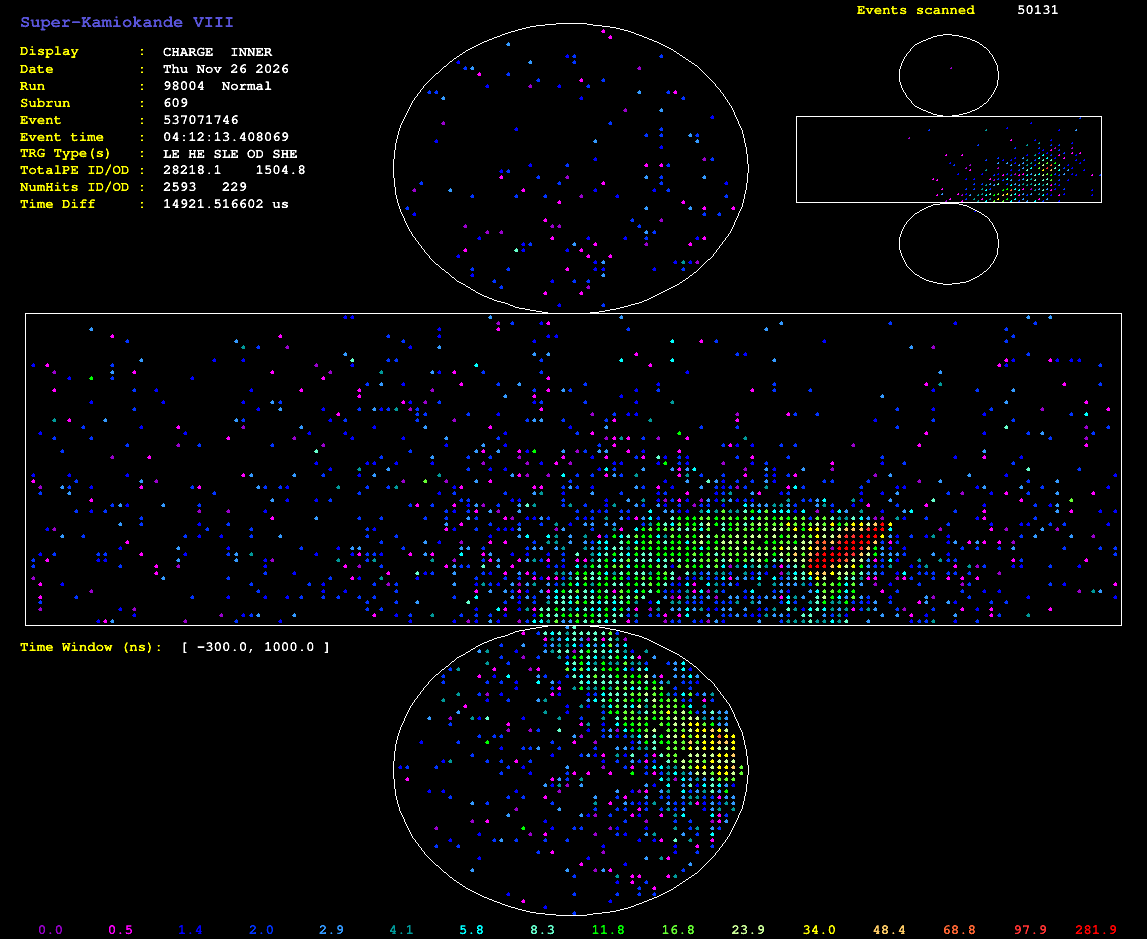 Super-Kamiokande VIII
Events scanned 50131
Display : CHARGE INNER
Date : Thu Nov 26 2026
Run : 98004 Normal
Subrun : 609
Event : 537071746
Event time : 04:12:13.408069
TRG Type(s) : LE HE SLE OD SHE
TotalPE ID/OD : 28218.1 1504.8
NumHits ID/OD : 2593 229
Time Diff : 14921.516602 us
Time Window (ns): [ -300.0, 1000.0 ]
0.0 0.5 1.4 2.0 2.9 4.1 5.8 8.3 11.8 16.8 23.9 34.0 48.4 68.8 97.9 281.9